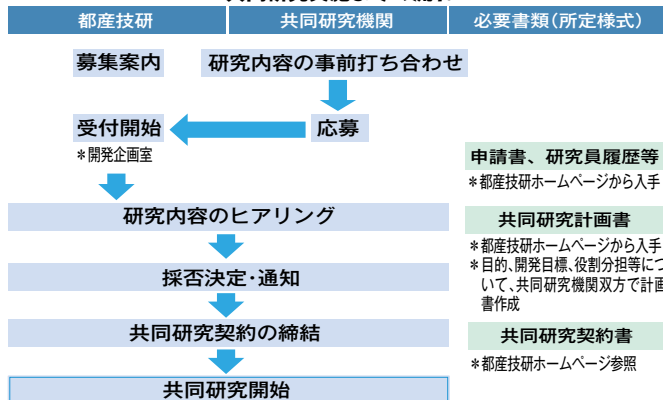 都産技研
共同研究機関
必要書類(所定様式)
募集案内
研究内容の事前打ち合わせ
受付開始
応募
*開発企画室
申請書、研究員履歴等
*都産技研ホームページから入手
研究内容のヒアリング
共同研究計画書
*都産技研ホームページから入手
*目的、開発目標、役割分担等につ
いて、共同研究機関双方で計画
書作成
採否決定・通知
共同研究契約の締結
共同研究契約書
*都産技研ホームページ参照
共同研究開始